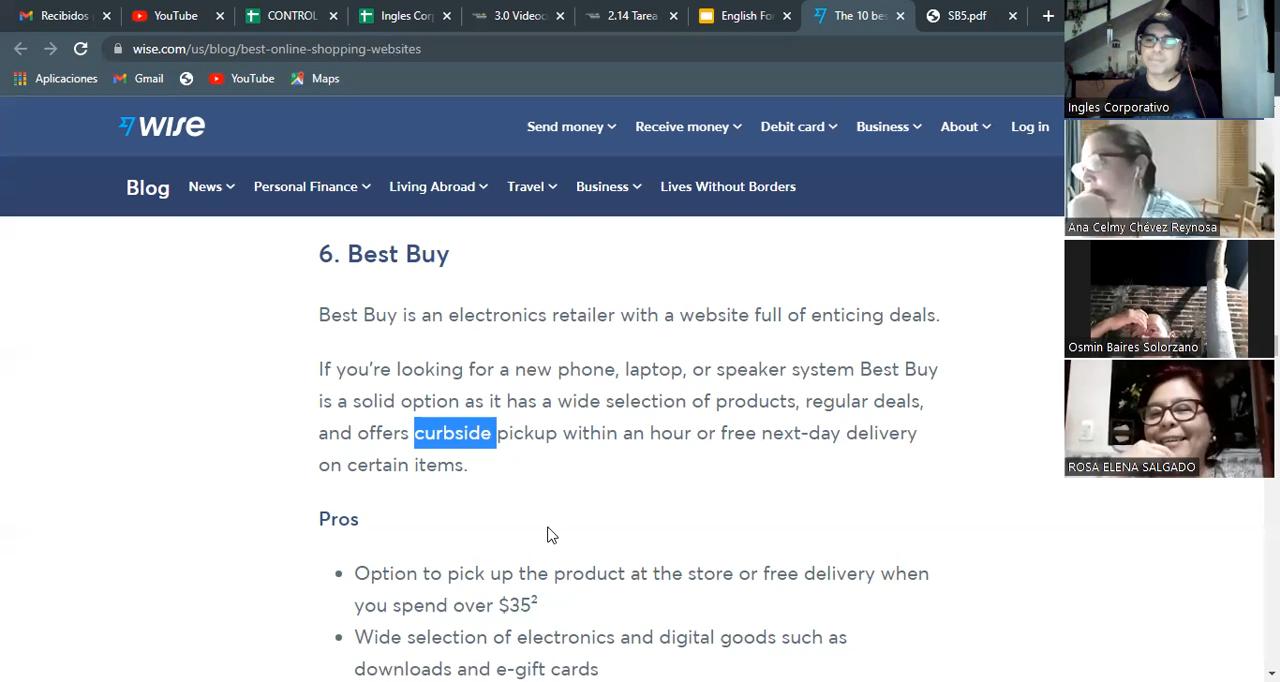 Recibidos
YouTube
CONTROL
Ingles Cor
3.0 Video
2.14 Tarea
English Fo
The 10 bes
SB5.pdf
wise.com/us/blog/best-online-shopping-websites
Aplicaciones
Gmail
YouTube
Maps
WISE
Send money
Receive money
Debit card
Business
About
Log in
Blog
News
Personal Finance
Living Abroad
Travel
Business
Lives Without Borders
6. Best Buy
Best Buy is an electronics retailer with a website full of enticing deals.
If you're looking for a new phone, laptop, or speaker system Best Buy
is a solid option as it has a wide selection of products, regular deals,
and offers curbside pickup within an hour or free next-day delivery
on certain items.
Pros
• Option to pick up the product at the store or free delivery when
you spend over $35²
• Wide selection of electronics and digital goods such as
downloads and e-gift cards
Ingles Corporativo
Ana Celmy Chévez Reynosa
Osmin Baires Solorzano
ROSA ELENA SALGADO